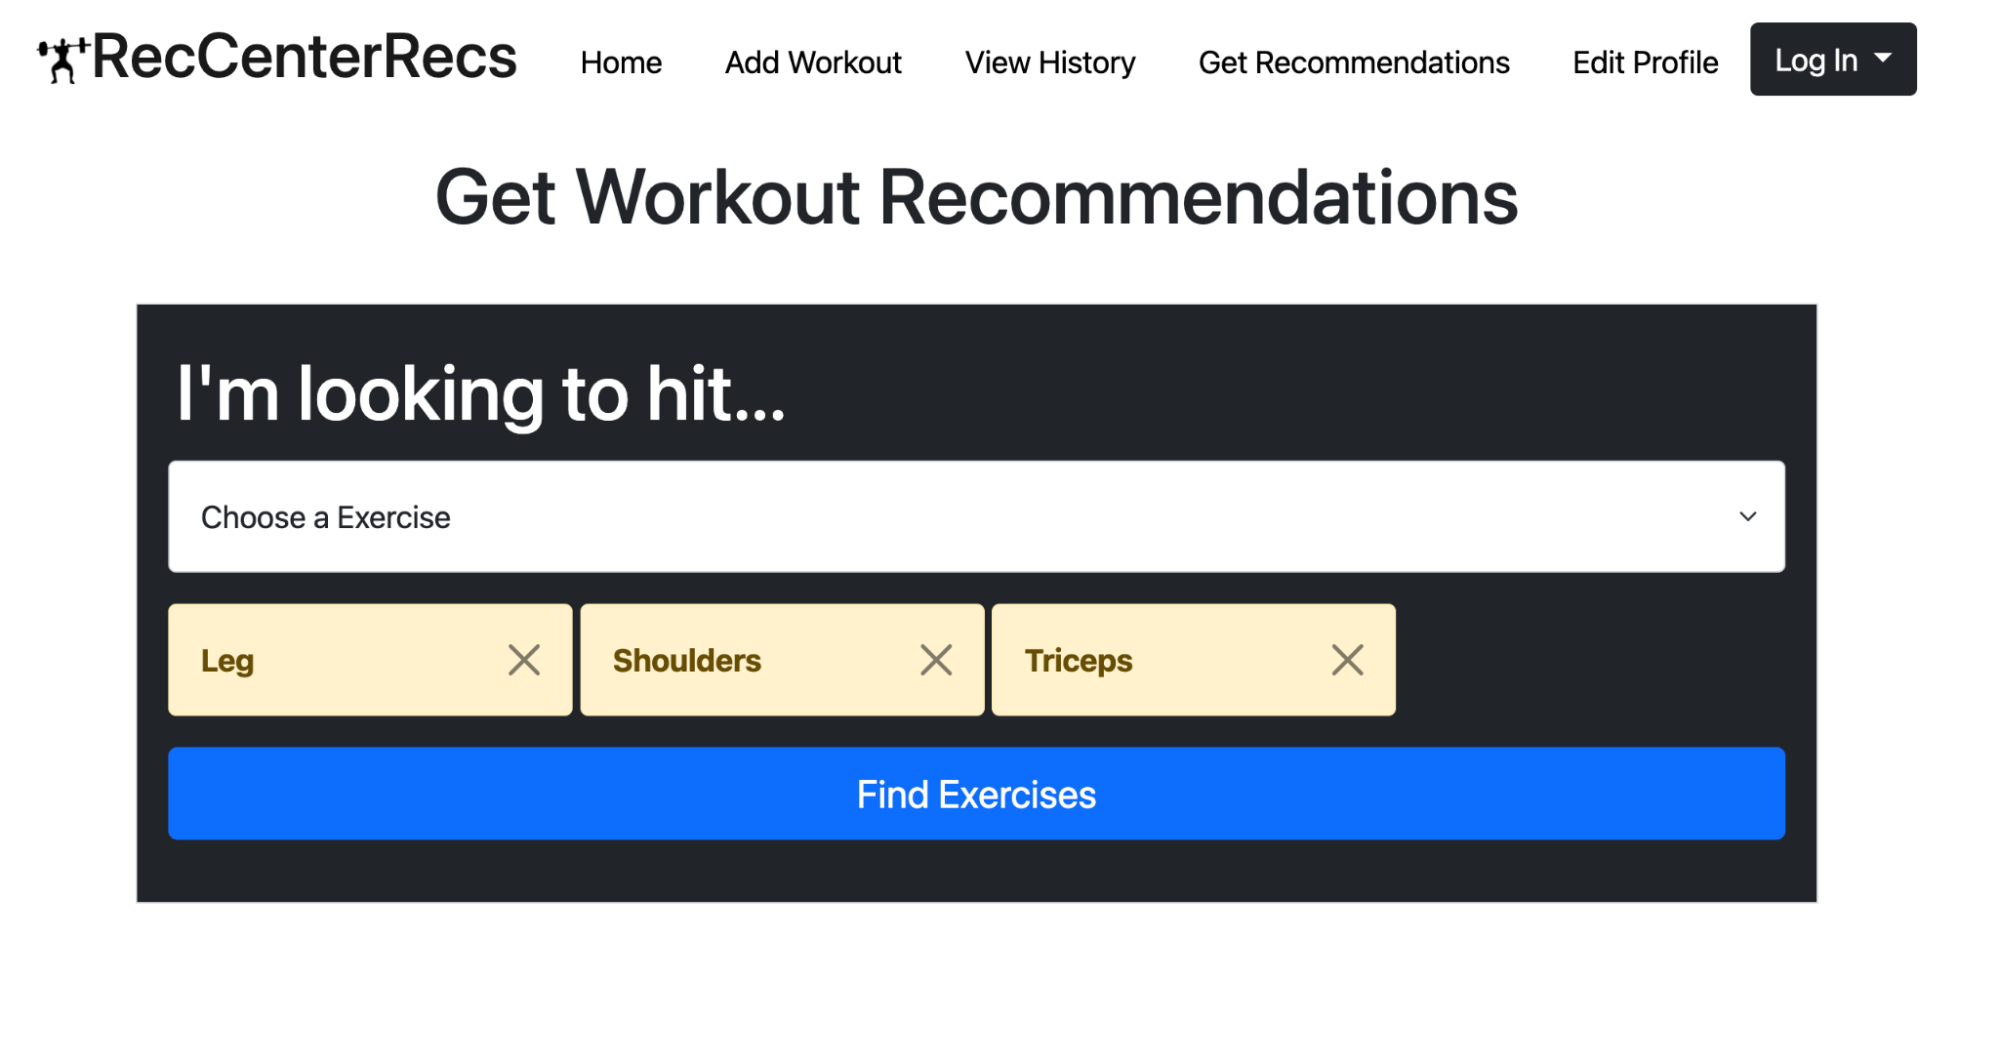 RecCenterRecs Home Add Workout View History Get Recommendations Edit Profile Log In
Get Workout Recommendations
I'm looking to hit...
Choose a Exercise
Leg Shoulders Triceps
Find Exercises